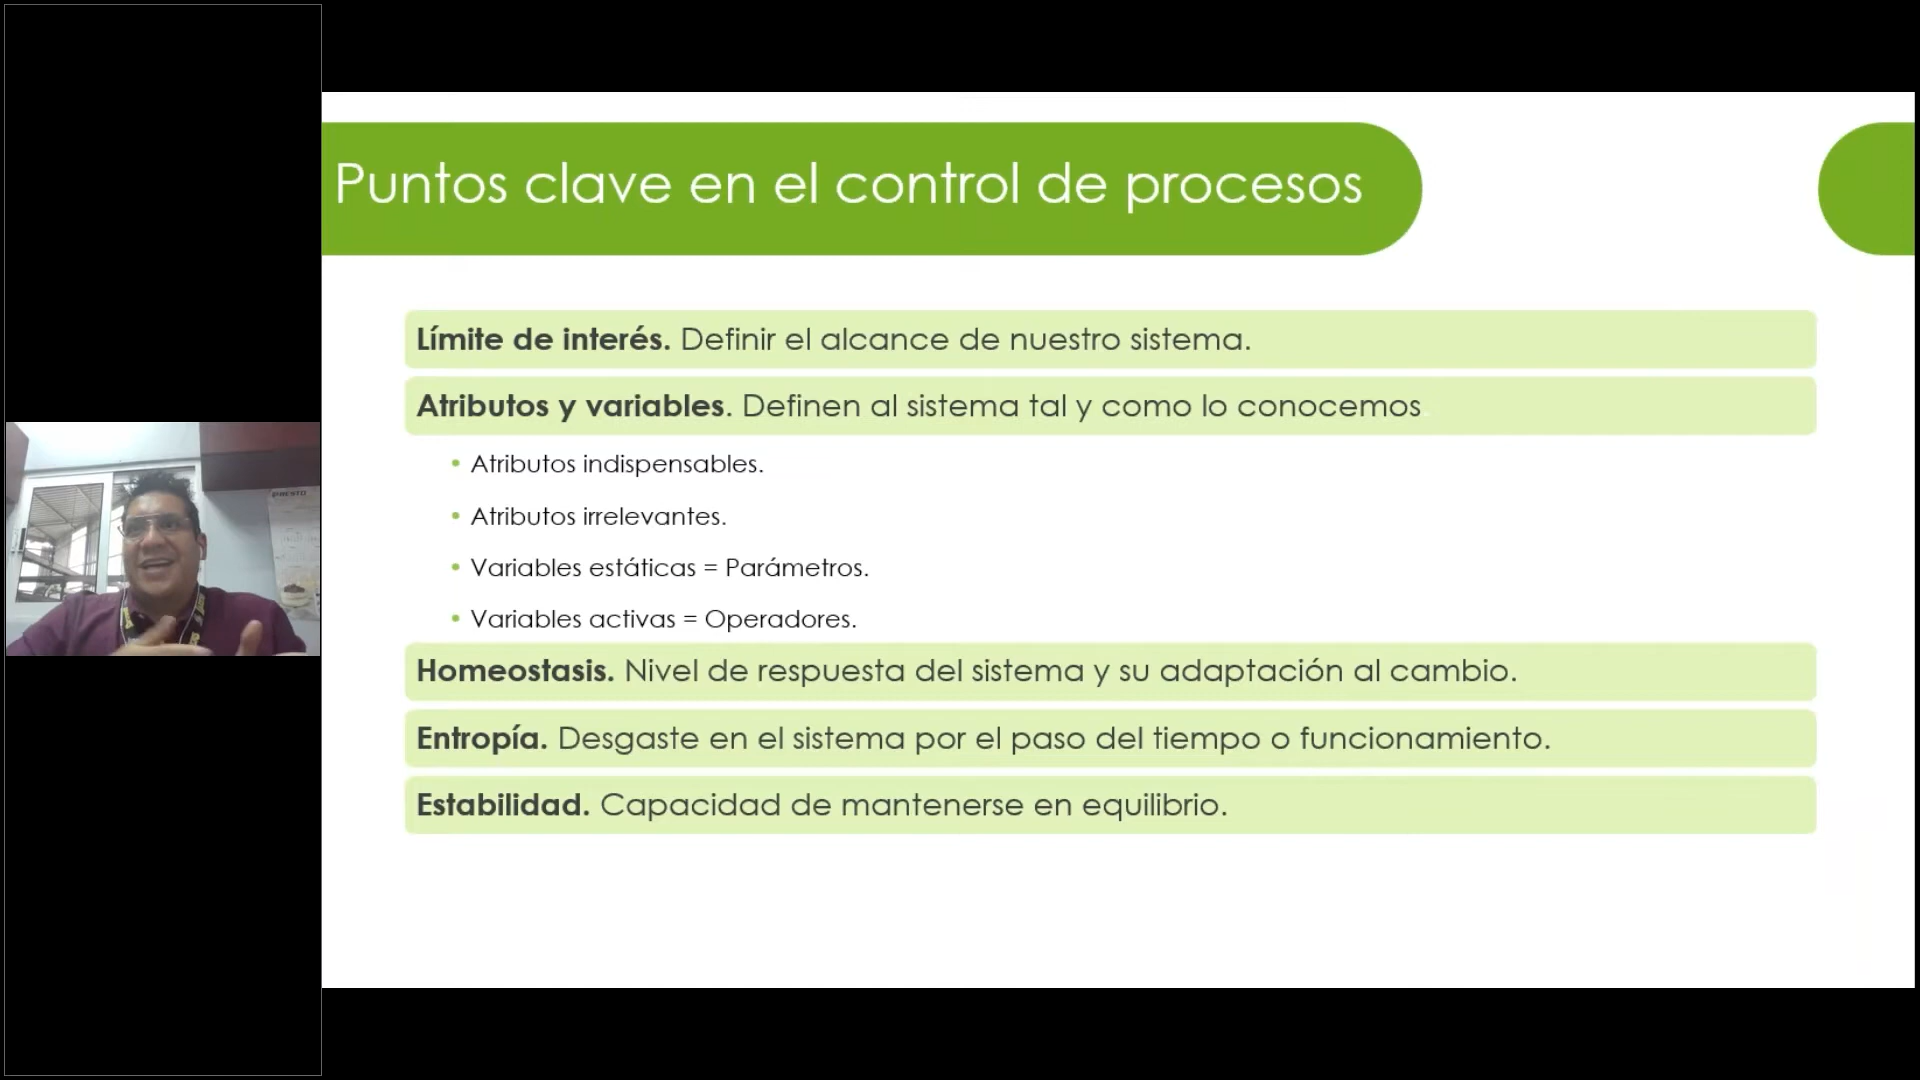 Puntos clave en el control de procesos
Límite de interés. Definir el alcance de nuestro sistema.
Atributos y variables. Definen al sistema tal y como lo conocemos
• Atributos indispensables.
• Atributos irrelevantes.
• Variables estáticas = Parámetros.
• Variables activas = Operadores.
Homeostasis. Nivel de respuesta del sistema y su adaptación al cambio.
Entropía. Desgaste en el sistema por el paso del tiempo o funcionamiento.
Estabilidad. Capacidad de mantenerse en equilibrio.